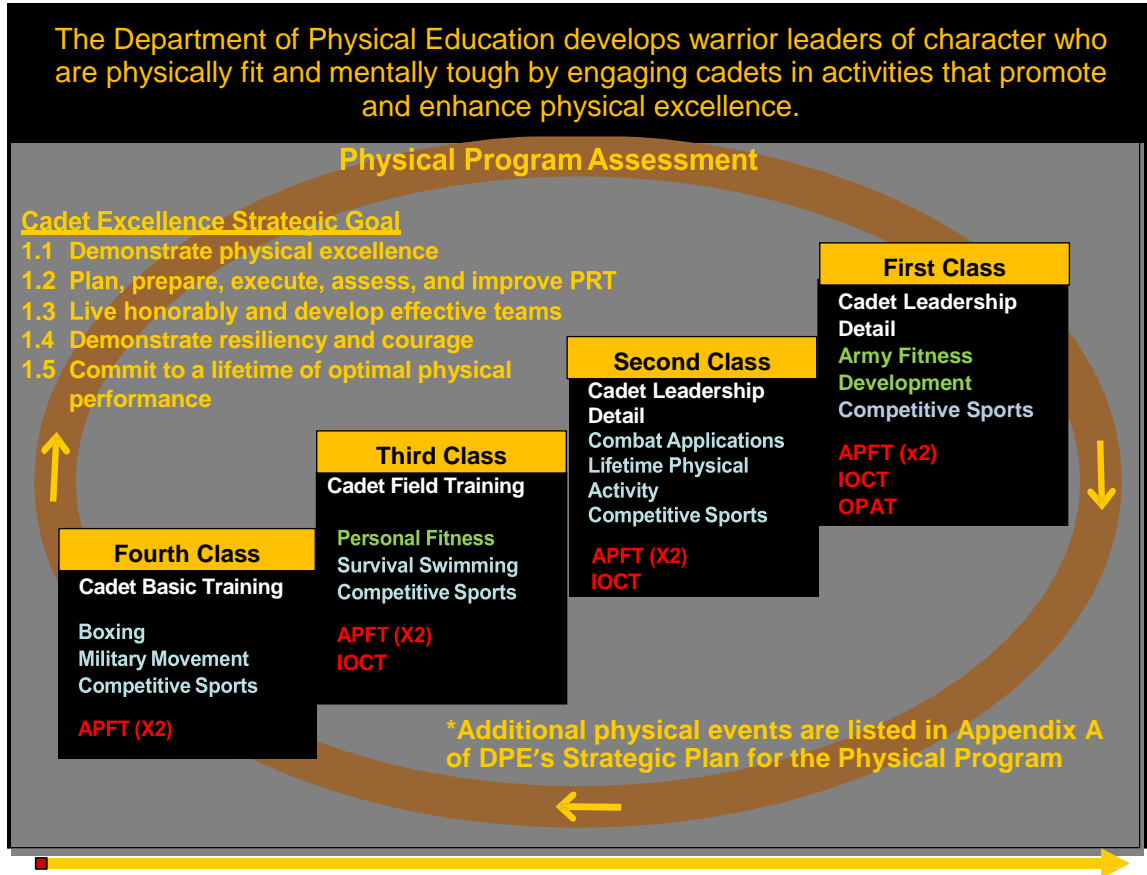 The Department of Physical Education develops warrior leaders of character who
are physically fit and mentally tough by engaging cadets in activities that promote
and enhance physical excellence.
Physical Program Assessment
Cadet Excellence Strategic Goal
1.1 Demonstrate physical excellence
1.2 Plan, prepare, execute, assess, and improve PRT
1.3 Live honorably and develop effective teams
1.4 Demonstrate resiliency and courage
1.5 Commit to a lifetime of optimal physical
performance
Fourth Class
Cadet Basic Training
Boxing
Military Movement
Competitive Sports
APFT (X2)
Third Class
Cadet Field Training
Personal Fitness
Survival Swimming
Competitive Sports
APFT (X2)
IOCT
Second Class
Cadet Leadership
Detail
Combat Applications
Lifetime Physical
Activity
Competitive Sports
APFT (X2)
IOCT
First Class
Cadet Leadership
Detail
Army Fitness
Development
Competitive Sports
APFT (x2)
IOCT
OPAT
*Additional physical events are listed in Appendix A
of DPE’s Strategic Plan for the Physical Program